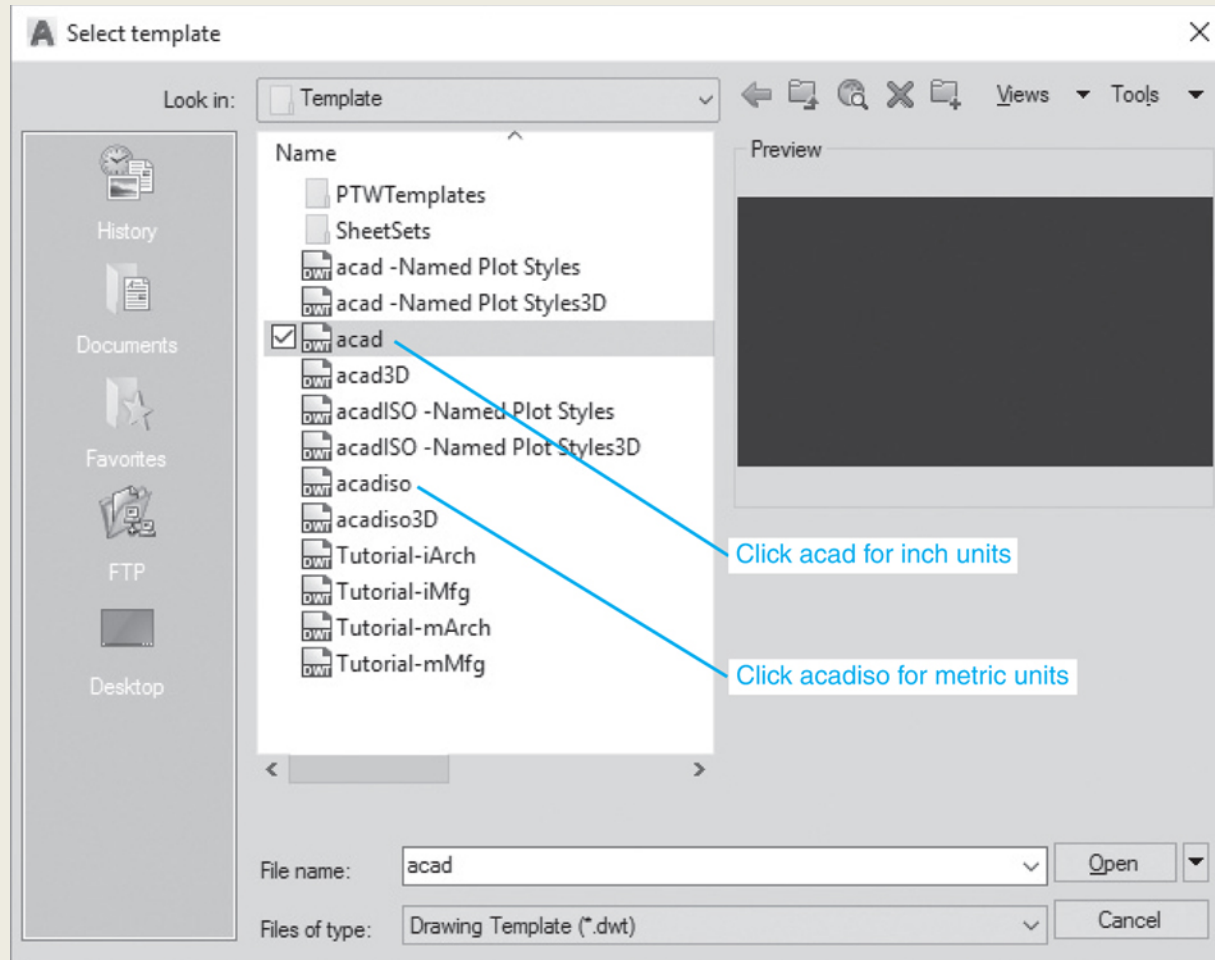 Select template
Look in:
Template
Views
Tools
History
Documents
Favorites
FTP
Desktop
Name
PTWTemplates
SheetSets
acad -Named Plot Styles
acad -Named Plot Styles3D
acad
acad3D
acadISO -Named Plot Styles
acadISO -Named Plot Styles3D
acadiso
acadiso3D
Tutorial-iArch
Tutorial-iMfg
Tutorial-mArch
Tutorial-mMfg
Preview
Click acad for inch units
Click acadiso for metric units
File name:
acad
Open
Files of type:
Drawing Template (*.dwt)
Cancel